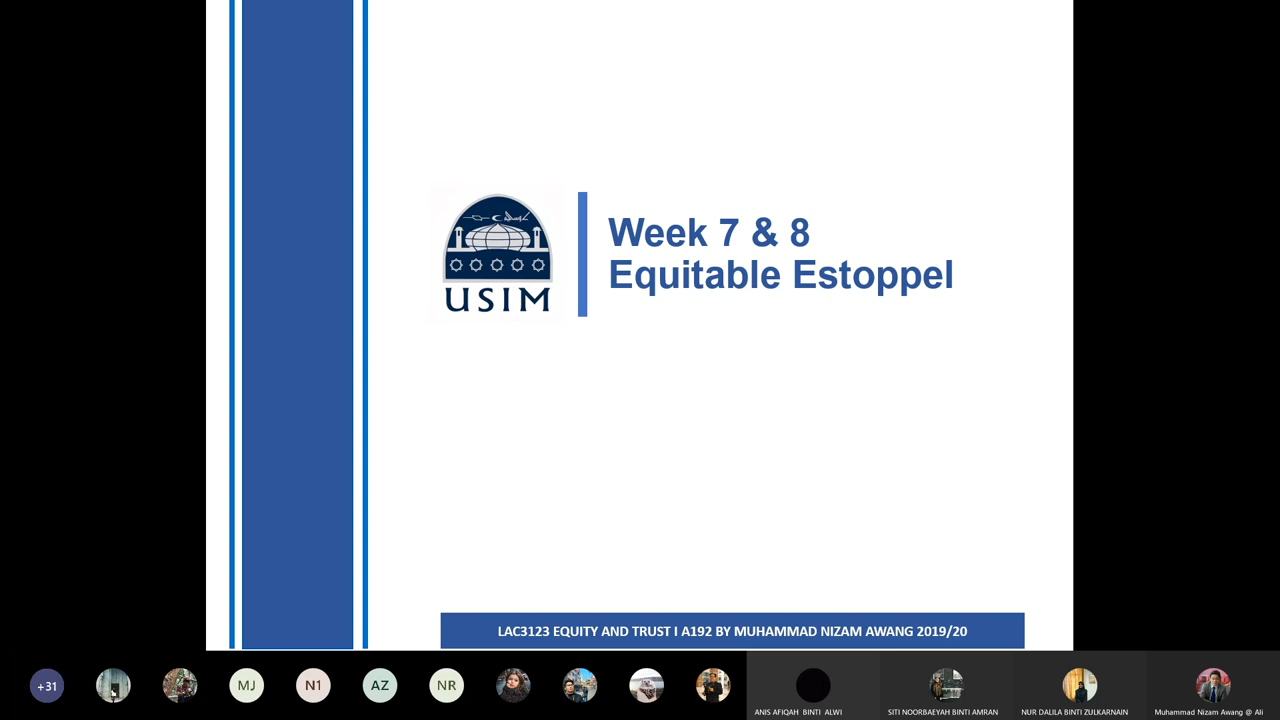 Week 7 & 8
Equitable Estoppel
USIM
LAC3123 EQUITY AND TRUST I A192 BY MUHAMMAD NIZAM AWANG 2019/20
+31
MJ
N1
AZ
NR
ANIS AFIQAH BINTI ALWI
SITI NOORBAEYAH BINTI AMRAN
NUR DALILA BINTI ZULKARNAIN
Muhammad Nizam Awang @ Ali